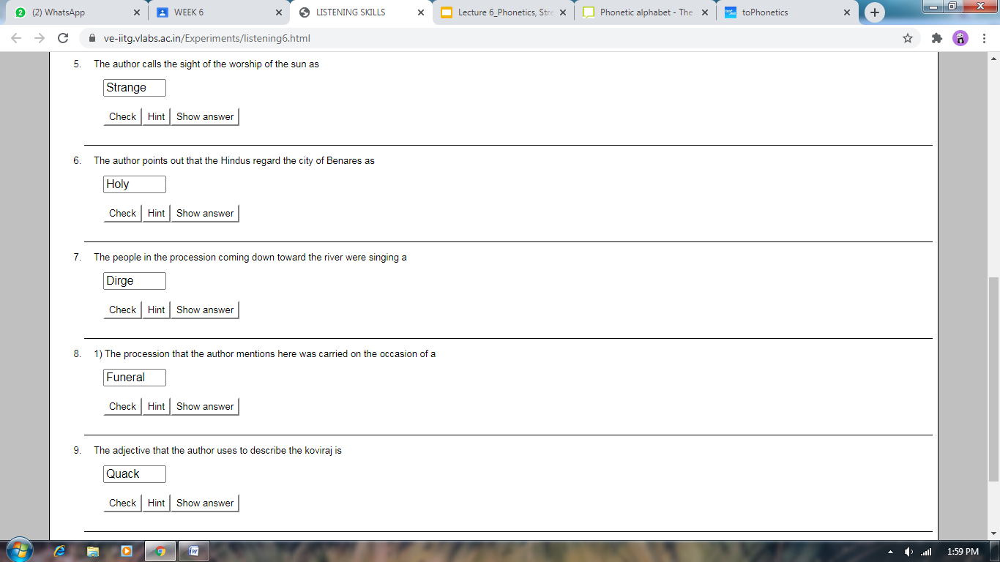 (2) WhatsApp
WEEK 6
LISTENING SKILLS
Lecture 6_Phonetics, Stre
Phonetic alphabet - The
toPhonetics
ve-iitg.vlabs.ac.in/Experiments/listening6.html
5. The author calls the sight of the worship of the sun as
Strange
Check Hint Show answer
6. The author points out that the Hindus regard the city of Benares as
Holy
Check Hint Show answer
7. The people in the procession coming down toward the river were singing a
Dirge
Check Hint Show answer
8. 1) The procession that the author mentions here was carried on the occasion of a
Funeral
Check Hint Show answer
9. The adjective that the author uses to describe the koviraj is
Quack
Check Hint Show answer
1:59 PM